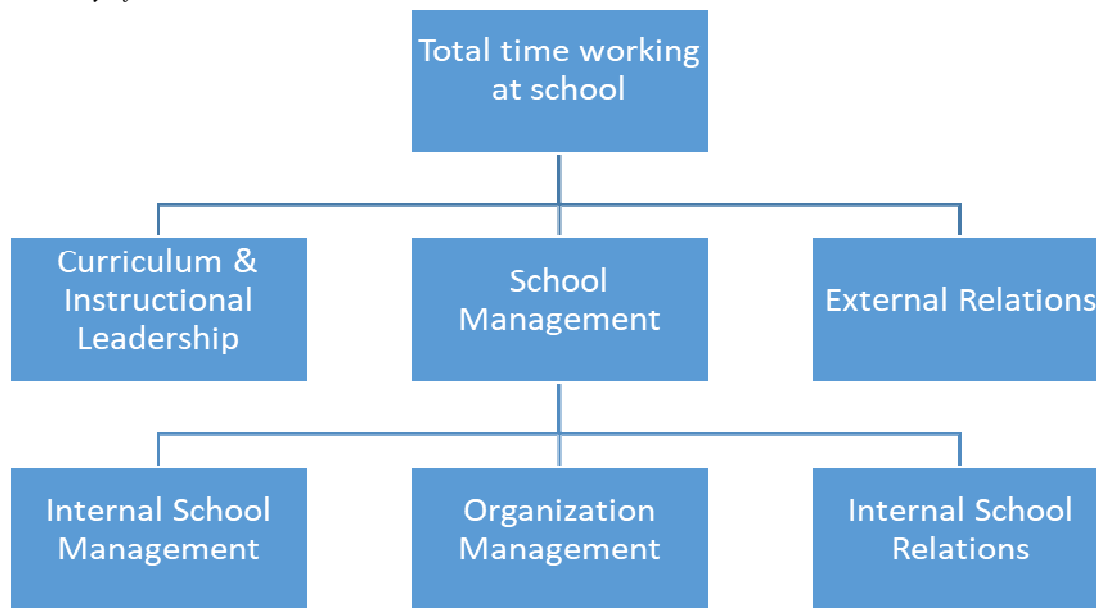 Total time working
at school
Curriculum &
Instructional
Leadership
School
Management
External Relations
Internal School
Management
Organization
Management
Internal School
Relations